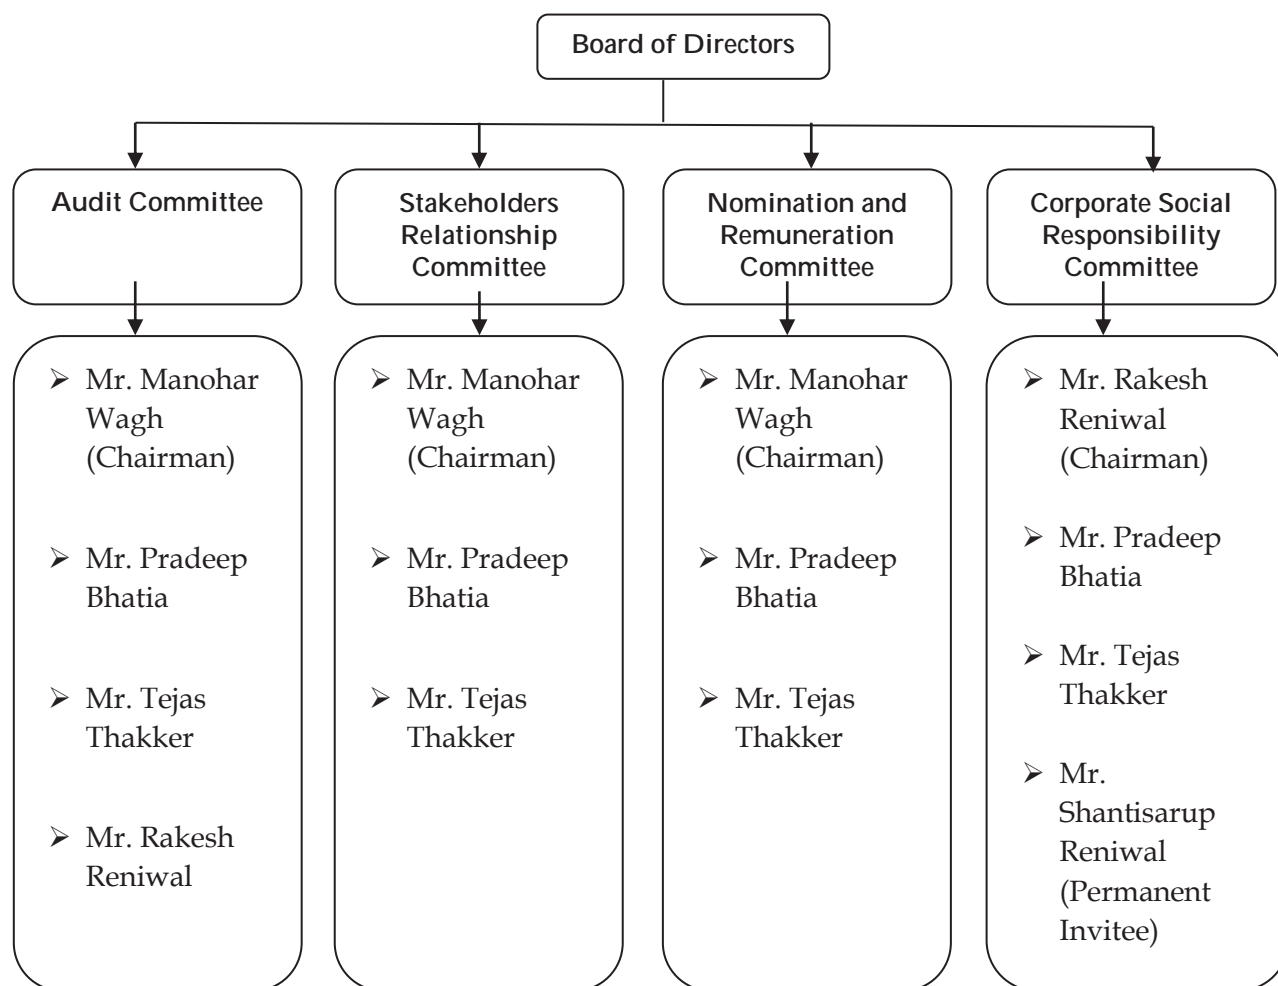 Board of Directors
Audit Committee
Stakeholders
Relationship
Committee
Nomination and
Remuneration
Committee
Corporate Social
Responsibility
Committee
➢ Mr. Manohar
Wagh
(Chairman)
➢ Mr. Pradeep
Bhatia
➢ Mr. Tejas
Thakker
➢ Mr. Rakesh
Reniwal
➢ Mr. Manohar
Wagh
(Chairman)
➢ Mr. Pradeep
Bhatia
➢ Mr. Tejas
Thakker
➢ Mr. Manohar
Wagh
(Chairman)
➢ Mr. Pradeep
Bhatia
➢ Mr. Tejas
Thakker
➢ Mr. Rakesh
Reniwal
(Chairman)
➢ Mr. Pradeep
Bhatia
➢ Mr. Tejas
Thakker
➢ Mr.
Shantisarup
Reniwal
(Permanent
Invitee)